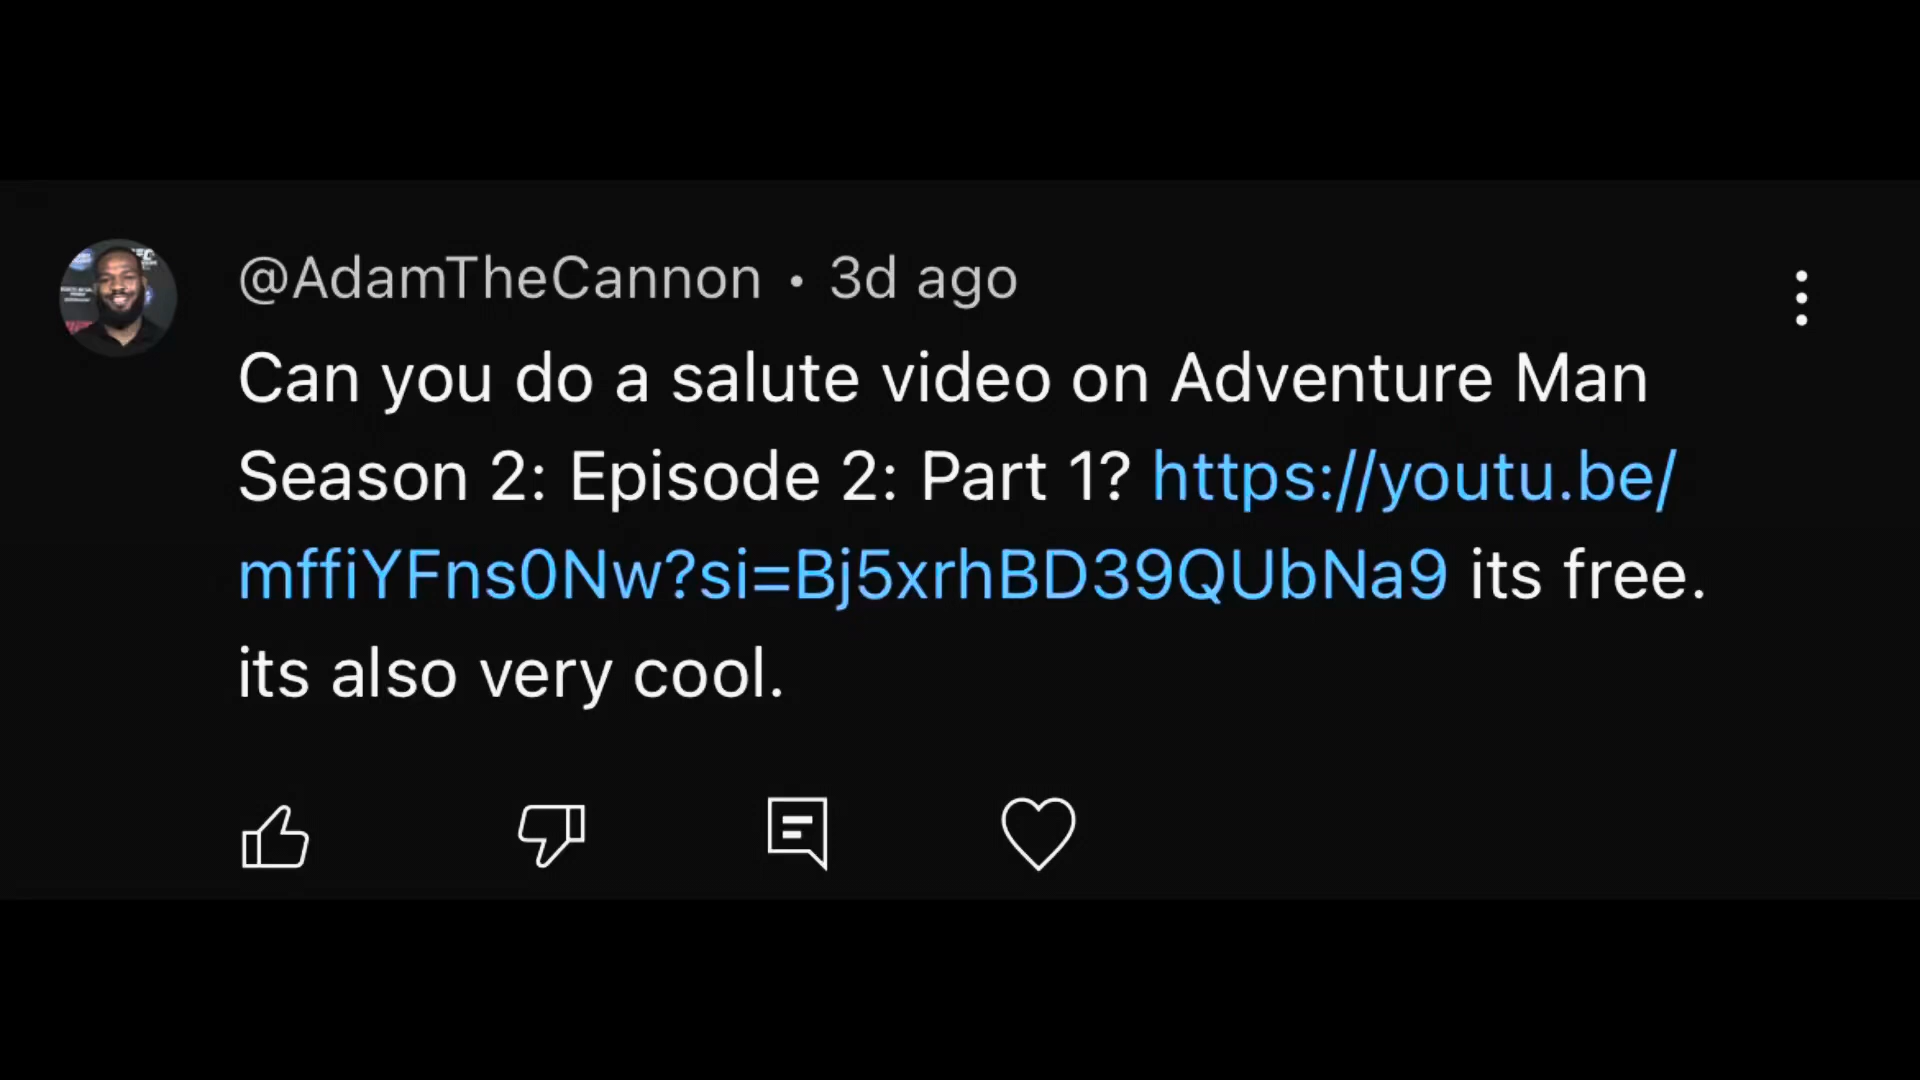 @AdamTheCannon • 3d ago
Can you do a salute video on Adventure Man
Season 2: Episode 2: Part 1? https://youtu.be/
mffiYFns0Nw?si=Bj5xrhBD39QUbNa9 its free.
its also very cool.